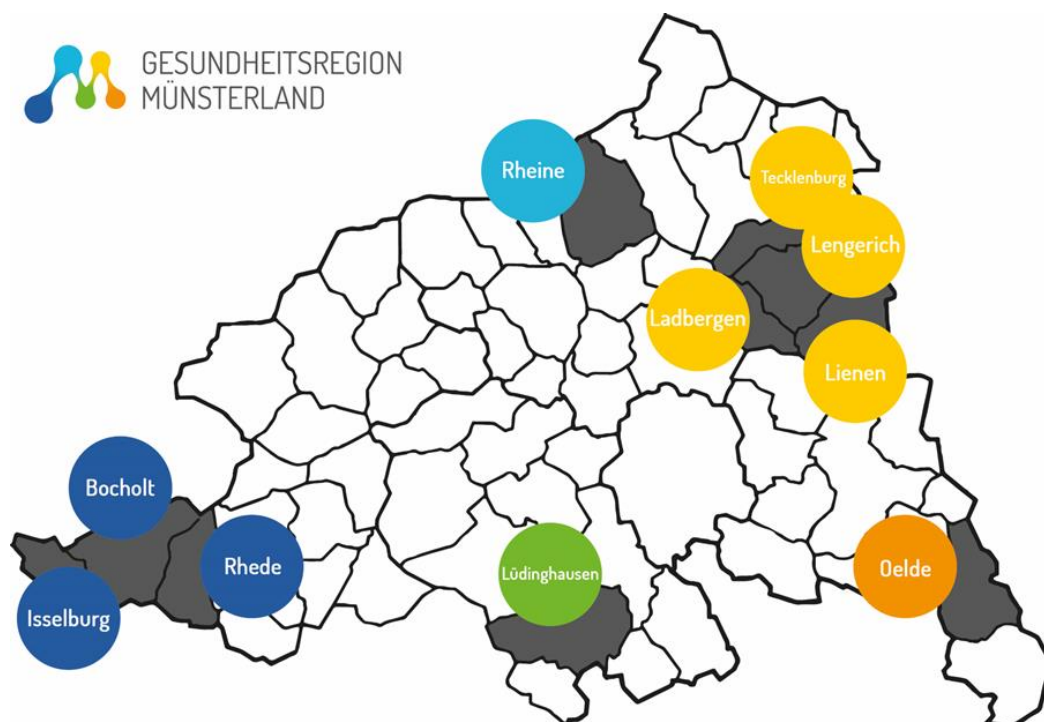 GESUNDHEITSREGION
MÜNSTERLAND
Rheine
Tecklenburg
Lengerich
Ladbergen
Lienen
Bocholt
Rhede
Isselburg
Lüdinghausen
Oelde